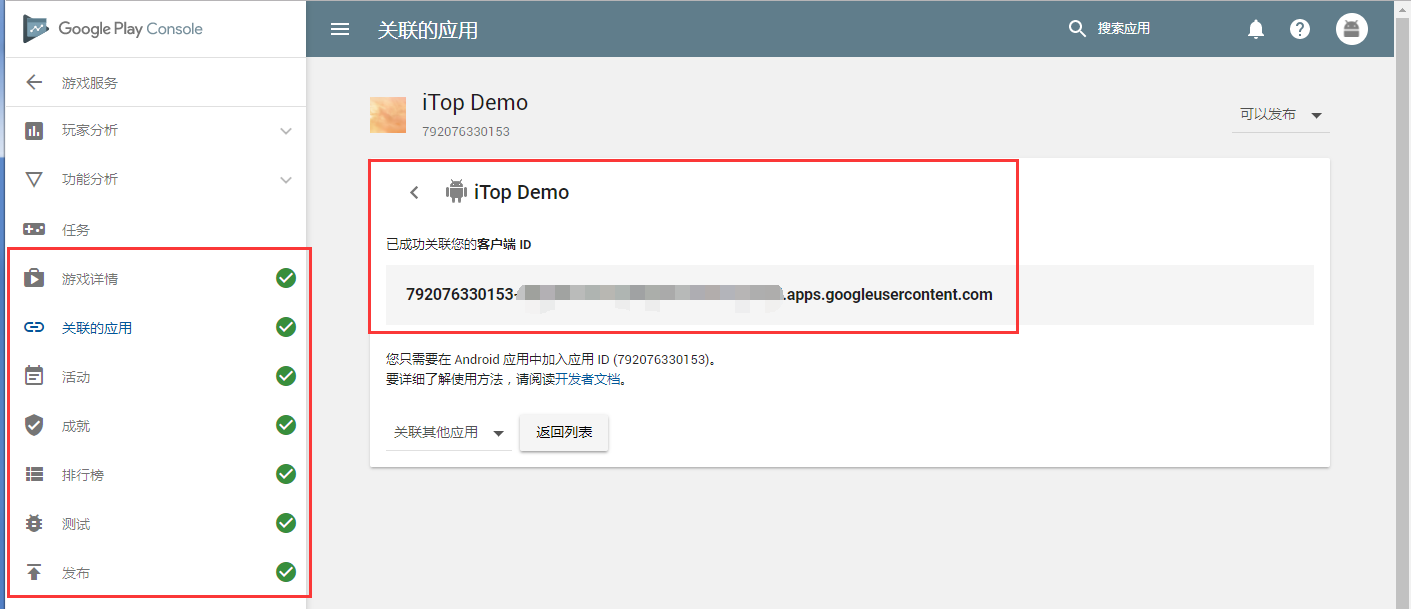 Google Play Console
关联的应用
搜索应用
游戏服务
玩家分析
功能分析
任务
游戏详情
关联的应用
活动
成就
排行榜
测试
发布
iTop Demo
792076330153
可以发布
iTop Demo
已成功关联您的客户端 ID
792076330153-
.apps.googleusercontent.com
您只需要在 Android 应用中加入应用 ID (792076330153)。
要详细了解使用方法，请阅读开发者文档。
关联其他应用
返回列表